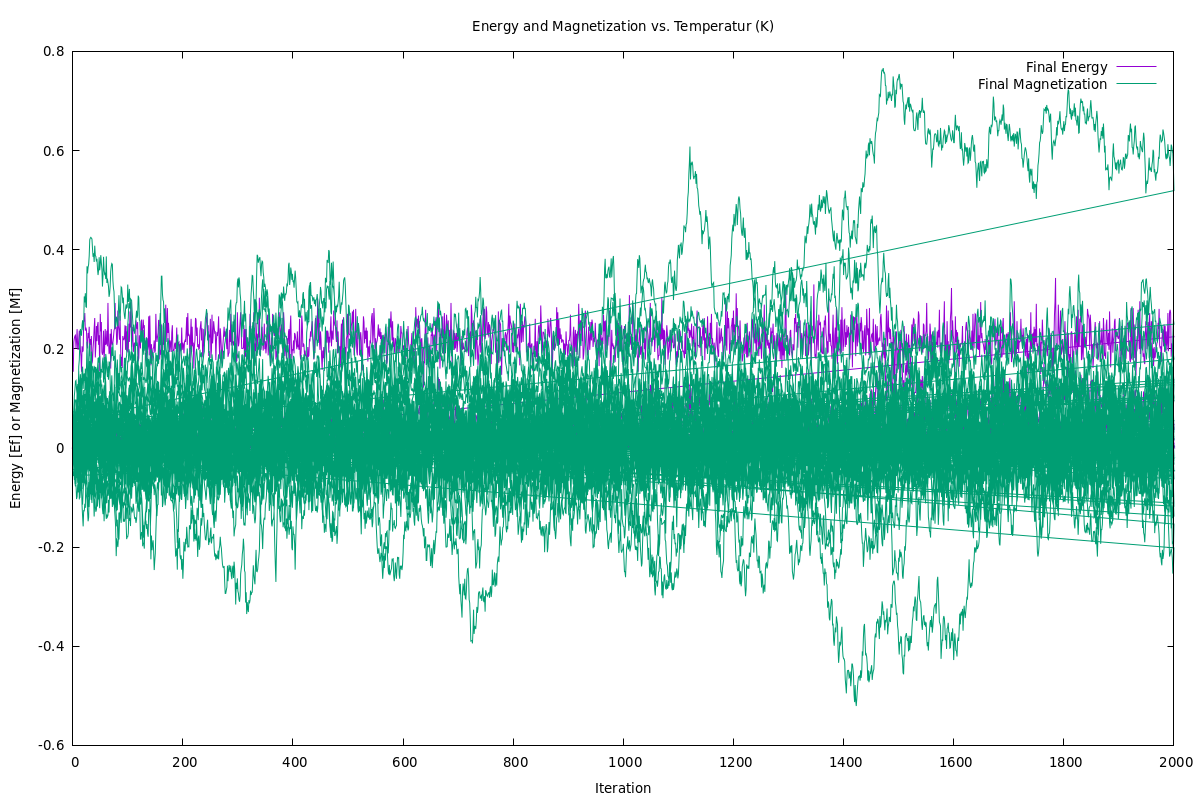 Energy and Magnetization vs. Temperatur (K)
0.8
Final Energy
Final Magnetization
0.6
0.4
0.2
0
-0.2
-0.4
-0.6
Energy [Ef] or Magnetization [Mf]
0 200 400 600 800 1000 1200 1400 1600 1800 2000
Iteration